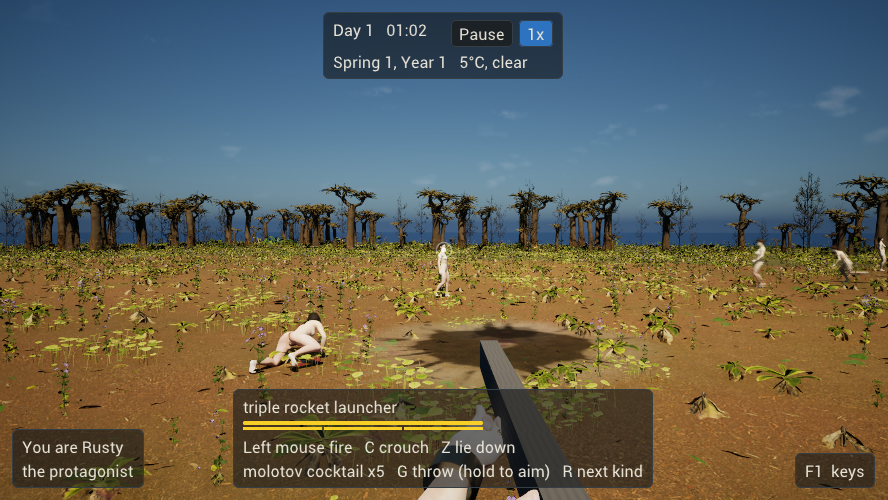 Day 1 01:02 Pause 1x
Spring 1, Year 1 5°C, clear
triple rocket launcher
Left mouse fire C crouch Z lie down
molotov cocktail x5 G throw (hold to aim) R next kind
You are Rusty
the protagonist
F1 keys